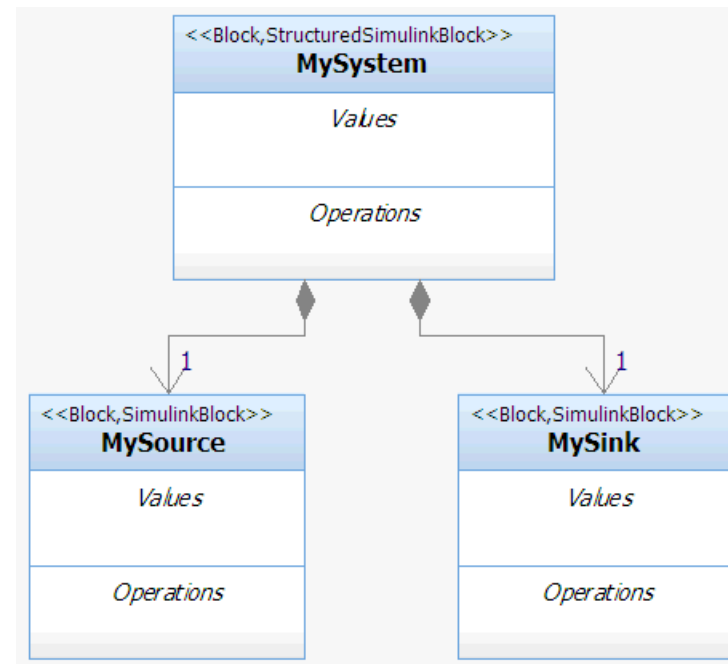 <<Block,StructuredSimulinkBlock>>
MySystem
Values
Operations
1
1
<<Block,SimulinkBlock>>
MySource
Values
Operations
<<Block,SimulinkBlock>>
MySink
Values
Operations